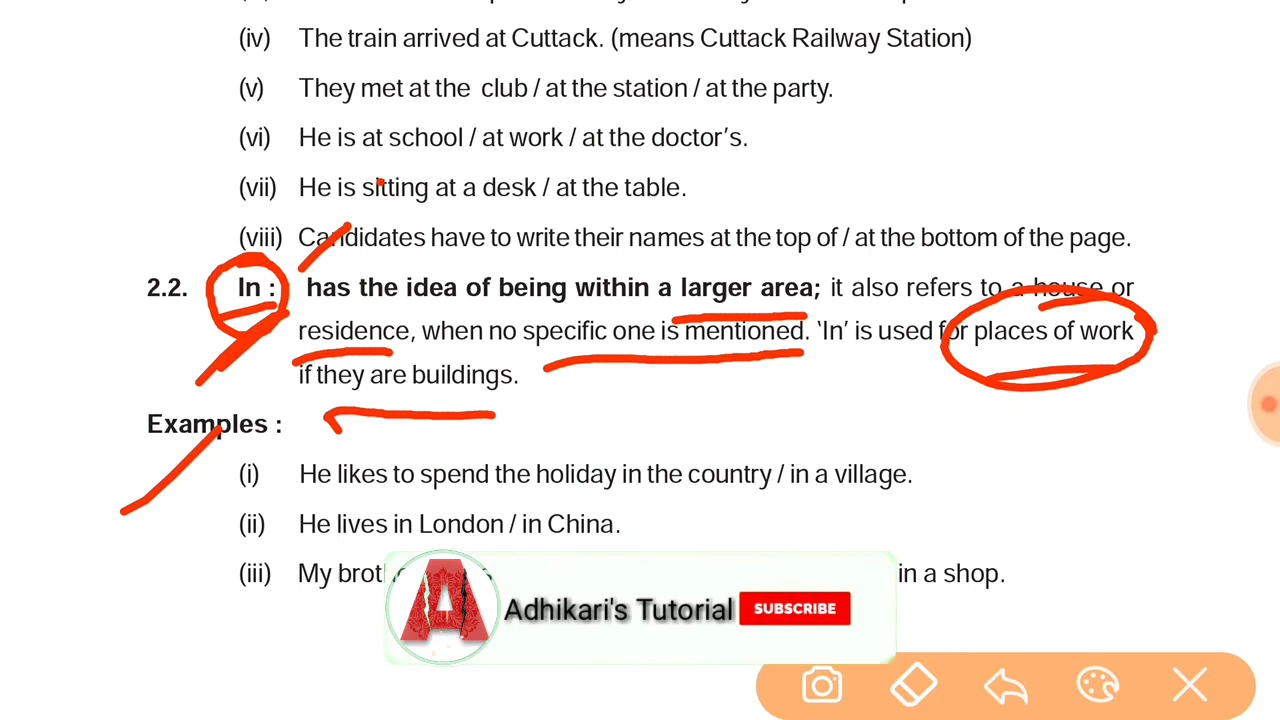 (iv) The train arrived at Cuttack. (means Cuttack Railway Station)
(v) They met at the club / at the station / at the party.
(vi) He is at school / at work / at the doctor's.
(vii) He is sitting at a desk / at the table.
(viii) Candidates have to write their names at the top of / at the bottom of the page.
2.2. In : has the idea of being within a larger area; it also refers to a house or
residence, when no specific one is mentioned. 'In' is used for places of work
if they are buildings.
Examples :
(i) He likes to spend the holiday in the country / in a village.
(ii) He lives in London / in China.
(iii) My in a shop.
A Adhikari's Tutorial SUBSCRIBE